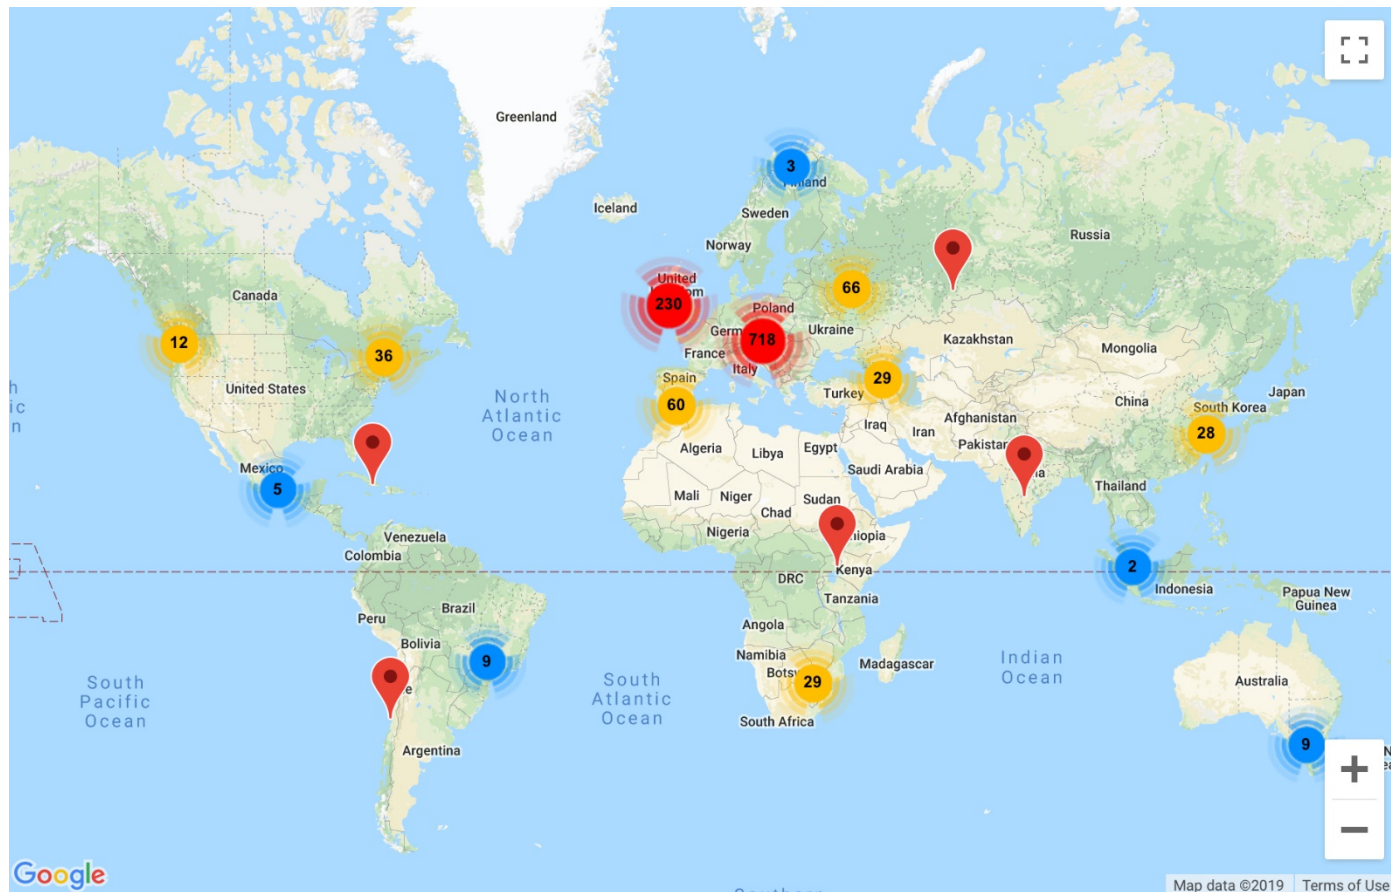 Greenland
Iceland
3
Finland
Sweden
Norway
Russia
United
Kingdom
230
66
Canada
Poland
Germ
718
Ukraine
Kazakhstan
Mongolia
12
36
France
Italy
United States
North
Atlantic
Ocean
Spain
60
Turkey
29
China
Japan
South Korea
28
Afghanistan
Iraq
Iran
Pakistan
Algeria
Libya
Egypt
Saudi Arabia
Mexico
5
Mali
Niger
Chad
Sudan
Thailand
Nigeria
Venezuela
Colombia
DRC
Kenya
2
Indonesia
Papua New
Guinea
Tanzania
Brazil
Peru
Angola
Bolivia
9
Namibia
Madagascar
Indian
Ocean
South
Pacific
Ocean
South
Atlantic
Ocean
Botsw
29
South Africa
Australia
Argentina
9
+
−
Google
Map data ©2019
Terms of Use